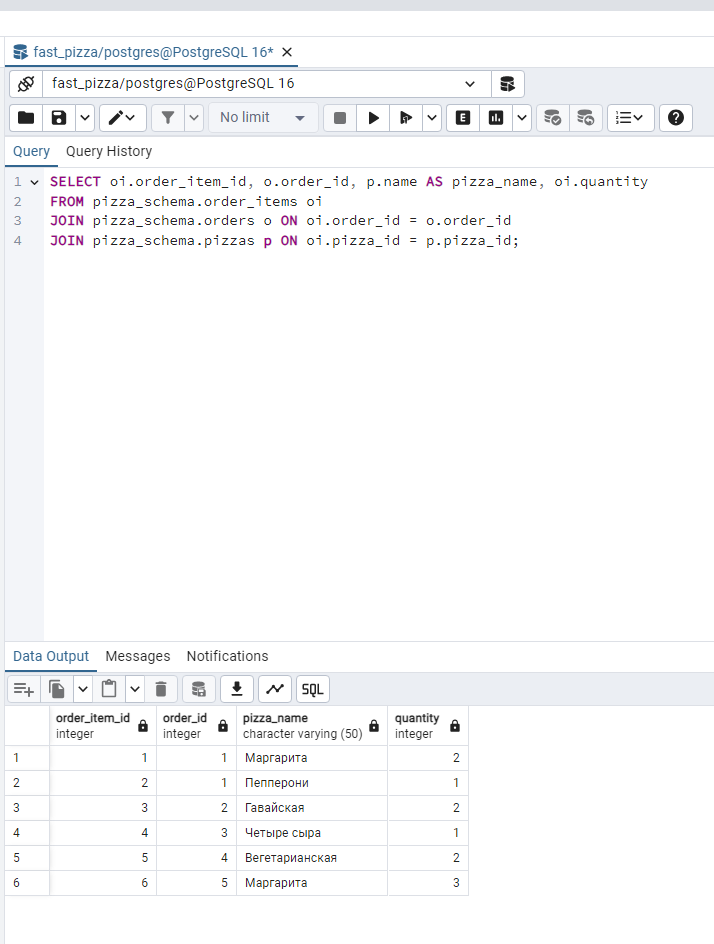 fast_pizza/postgres@PostgreSQL 16*
fast_pizza/postgres@PostgreSQL 16
No limit
E
Query Query History
1 SELECT oi.order_item_id, o.order_id, p.name AS pizza_name, oi.quantity
2 FROM pizza_schema.order_items oi
3 JOIN pizza_schema.orders o ON oi.order_id = o.order_id
4 JOIN pizza_schema.pizzas p ON oi.pizza_id = p.pizza_id;
Data Output Messages Notifications
SQL
order_item_id order_id pizza_name quantity
integer integer character varying (50) integer
1 1 1 Маргарита 2
2 2 1 Пепперони 1
3 3 2 Гавайская 2
4 4 3 Четыре сыра 1
5 5 4 Вегетарианская 2
6 6 5 Маргарита 3